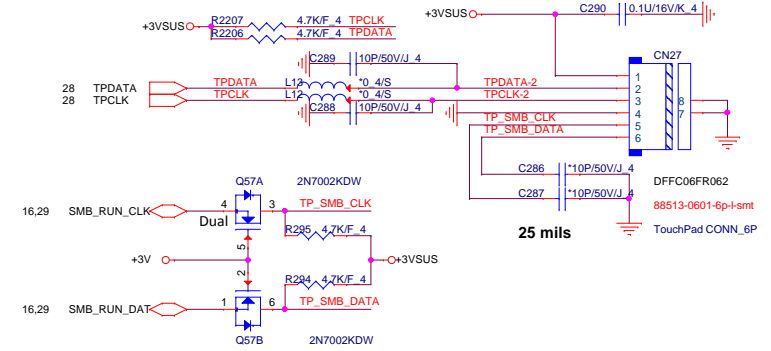 +3VSUS
R2207 4.7K/F_4 TPCLK
R2206 4.7K/F_4 TPDATA
+3VSUS
C290 0.1U/16V/K_4
CN27
C289 10P/50V/J_4
28 TPDATA TPDATA L13 *0_4/S TPDATA-2
28 TPCLK TPCLK L12 *0_4/S TPCLK-2
C288 10P/50V/J_4
TP_SMB_CLK
TP_SMB_DATA
1
2
3
4
5
6
8
7
C286 *10P/50V/J_4
C287 *10P/50V/J_4
25 mils
DFFC06FR062
88513-0601-6p-l-smt
TouchPad CONN_6P
Q57A 2N7002KDW
16,29 SMB_RUN_CLK 4 3 TP_SMB_CLK
Dual
5
R295 4.7K/F_4
+3V
+3VSUS
2
R294 4.7K/F_4
16,29 SMB_RUN_DAT 1 6 TP_SMB_DATA
Q57B 2N7002KDW